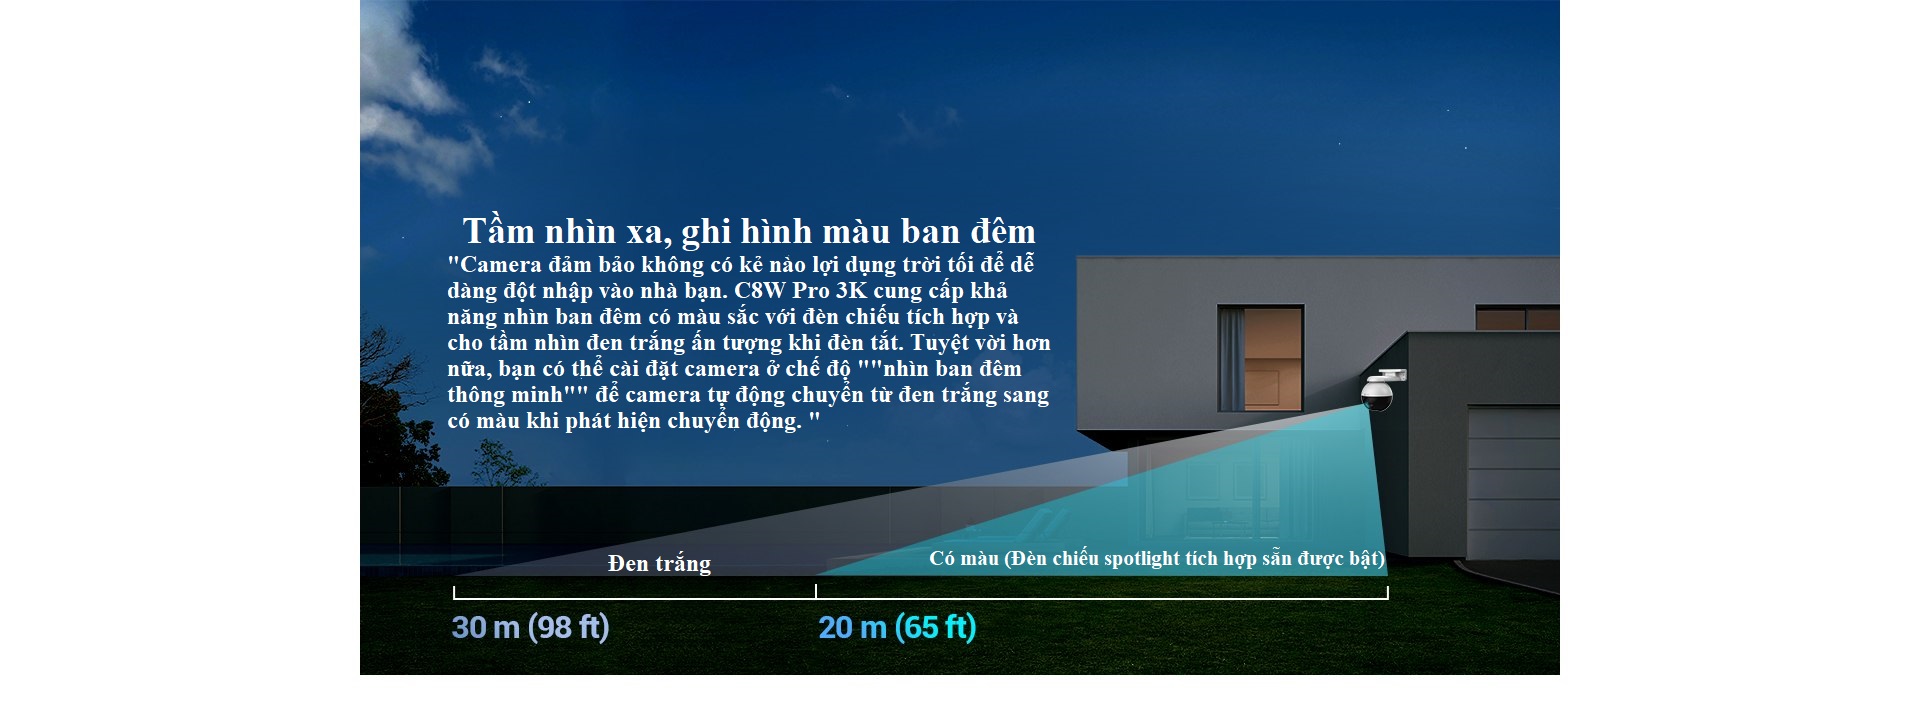 Tầm nhìn xa, ghi hình màu ban đêm
"Camera đảm bảo không có kẻ nào lợi dụng trời tối để dễ
dàng đột nhập vào nhà bạn. C8W Pro 3K cung cấp khả
năng nhìn ban đêm có màu sắc với đèn chiếu tích hợp và
cho tầm nhìn đen trắng ấn tượng khi đèn tắt. Tuyệt vời hơn
nữa, bạn có thể cài đặt camera ở chế độ ""nhìn ban đêm
thông minh"" để camera tự động chuyển từ đen trắng sang
có màu khi phát hiện chuyển động. "
Đen trắng
Có màu (Đèn chiếu spotlight tích hợp sẵn được bật)
30 m (98 ft)
20 m (65 ft)